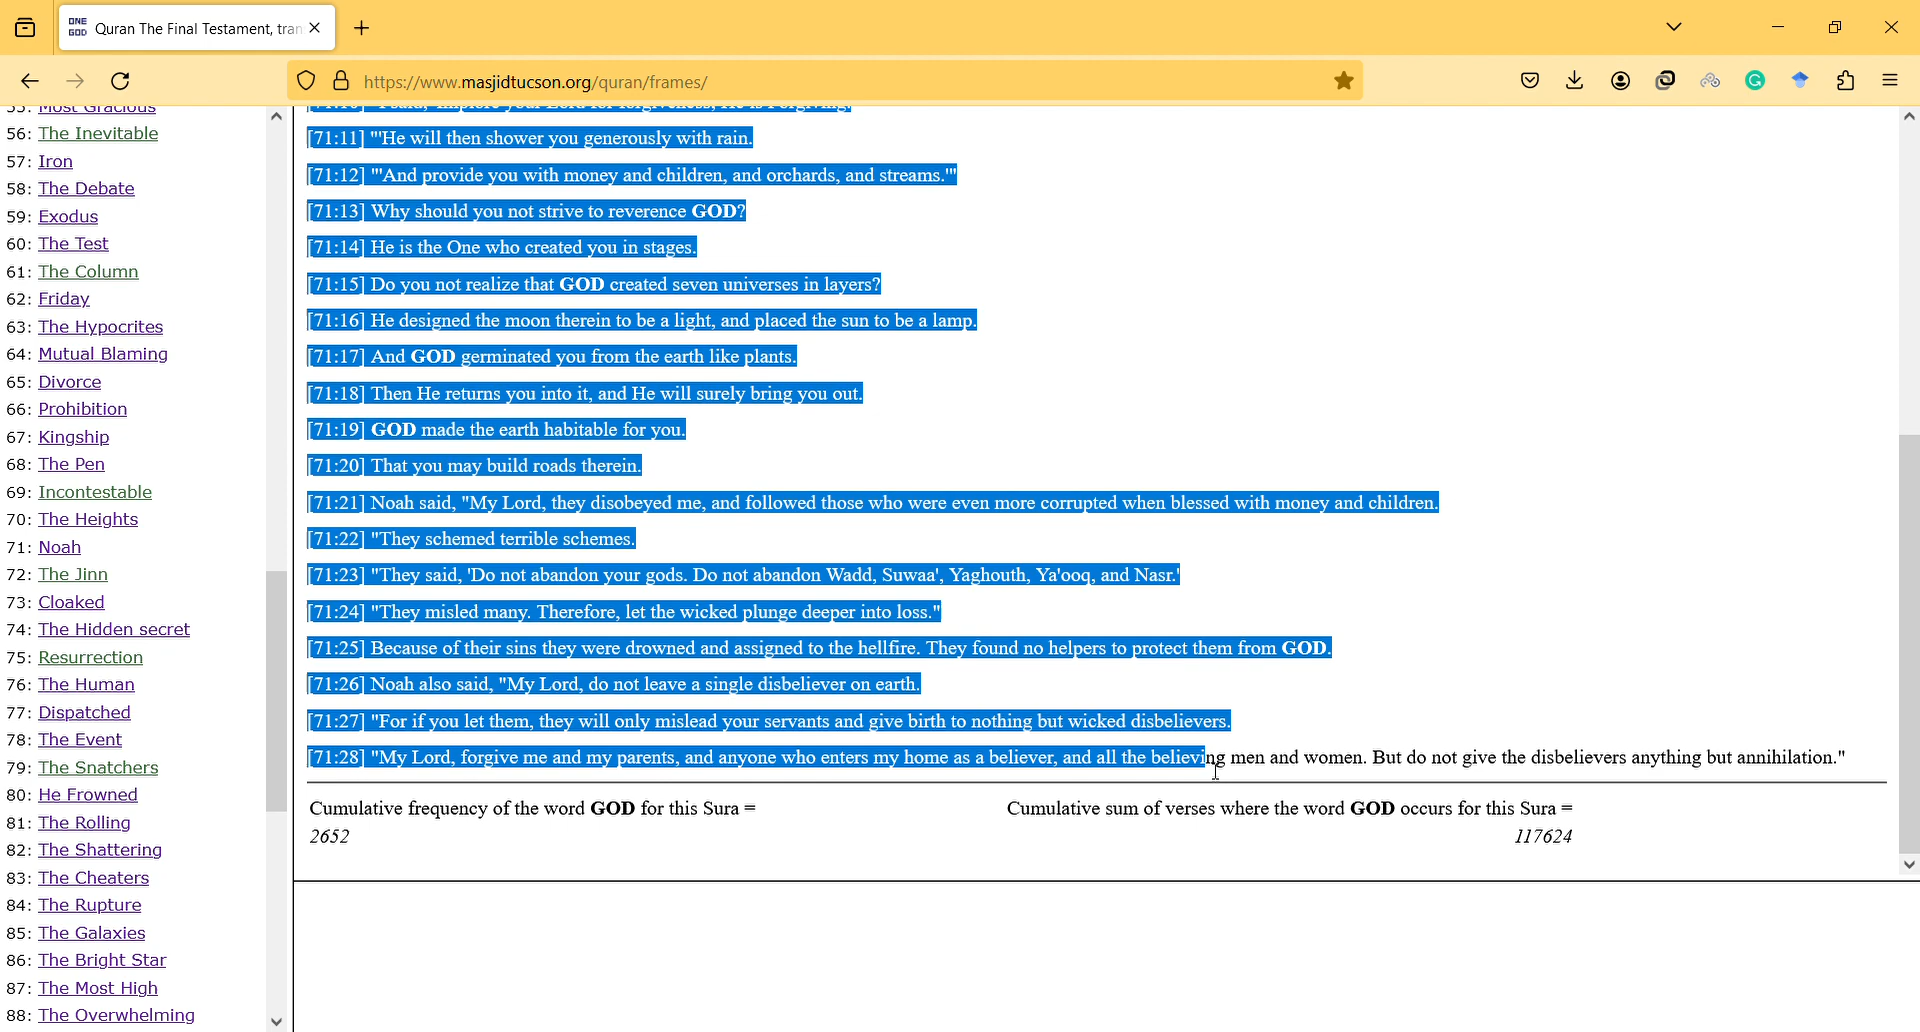 ONE
GOD
Quran The Final Testament, tran
https://www.masjidtucson.org/quran/frames/
55: Most Gracious
56: The Inevitable
57: Iron
58: The Debate
59: Exodus
60: The Test
61: The Column
62: Friday
63: The Hypocrites
64: Mutual Blaming
65: Divorce
66: Prohibition
67: Kingship
68: The Pen
69: Incontestable
70: The Heights
71: Noah
72: The Jinn
73: Cloaked
74: The Hidden secret
75: Resurrection
76: The Human
77: Dispatched
78: The Event
79: The Snatchers
80: He Frowned
81: The Rolling
82: The Shattering
83: The Cheaters
84: The Rupture
85: The Galaxies
86: The Bright Star
87: The Most High
88: The Overwhelming
[71:11] "'He will then shower you generously with rain.
[71:12] "'And provide you with money and children, and orchards, and streams.'"
[71:13] Why should you not strive to reverence GOD?
[71:14] He is the One who created you in stages.
[71:15] Do you not realize that GOD created seven universes in layers?
[71:16] He designed the moon therein to be a light, and placed the sun to be a lamp.
[71:17] And GOD germinated you from the earth like plants.
[71:18] Then He returns you into it, and He will surely bring you out.
[71:19] GOD made the earth habitable for you.
[71:20] That you may build roads therein.
[71:21] Noah said, "My Lord, they disobeyed me, and followed those who were even more corrupted when blessed with money and children.
[71:22] "They schemed terrible schemes.
[71:23] "They said, 'Do not abandon your gods. Do not abandon Wadd, Suwaa', Yaghouth, Ya'ooq, and Nasr.'
[71:24] "They misled many. Therefore, let the wicked plunge deeper into loss."
[71:25] Because of their sins they were drowned and assigned to the hellfire. They found no helpers to protect them from GOD.
[71:26] Noah also said, "My Lord, do not leave a single disbeliever on earth.
[71:27] "For if you let them, they will only mislead your servants and give birth to nothing but wicked disbelievers.
[71:28] "My Lord, forgive me and my parents, and anyone who enters my home as a believer, and all the believing men and women. But do not give the disbelievers anything but annihilation."
Cumulative frequency of the word GOD for this Sura =
2652
Cumulative sum of verses where the word GOD occurs for this Sura =
117624